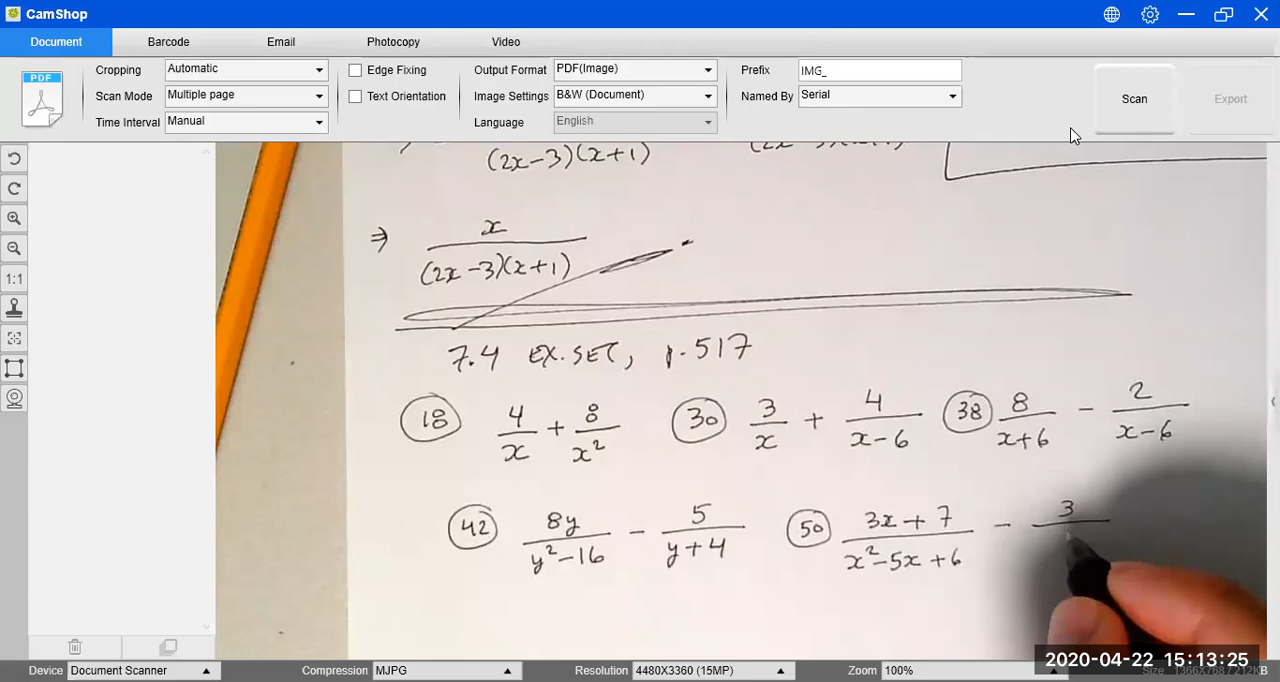 CamShop
Document Barcode Email Photocopy Video
PDF
Cropping Automatic Edge Fixing Output Format PDF(Image) Prefix IMG_
Scan Mode Multiple page Text Orientation Image Settings B&W (Document) Named By Serial Scan Export
Time Interval Manual Language English
1:1
(2x-3)(x+1)
⇒ x/((2x-3)(x+1))
7.4 EX. SET, p. 517
(18) 4/x + 8/x² (30) 3/x + 4/(x-6) (38) 8/(x+6) - 2/(x-6)
(42) 8y/(y²-16) - 5/(y+4) (50) (3x+7)/(x²-5x+6) - 3/
Device Document Scanner Compression MJPG Resolution 4480X3360 (15MP) Zoom 100%
2020-04-22 15:13:25